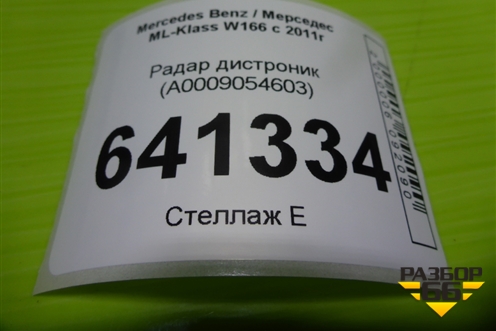 Mercedes Benz / Мерседес
ML-Klass W166 с 2011г
Радар дистроник
(A0009054603)
641334
Стеллаж Е
РАЗБОР
66